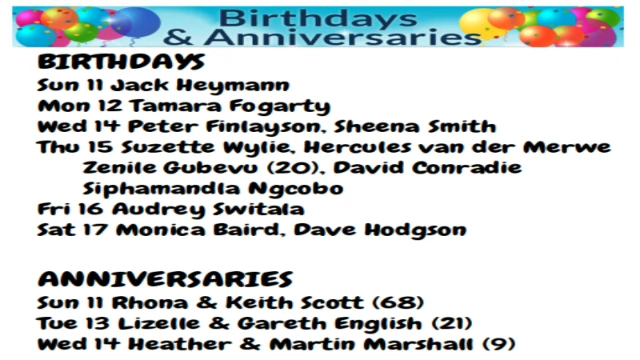 Birthdays
& Anniversaries
BIRTHDAYS
Sun 11 Jack Heymann
Mon 12 Tamara Fogarty
Wed 14 Peter Finlayson, Sheena Smith
Thu 15 Suzette Wylie, Hercules van der Merwe
Zenile Gubevu (20), David Conradie
Siphamandla Ngcobo
Fri 16 Audrey Switala
Sat 17 Monica Baird, Dave Hodgson
ANNIVERSARIES
Sun 11 Rhona & Keith Scott (68)
Tue 13 Lizelle & Gareth English (21)
Wed 14 Heather & Martin Marshall (9)